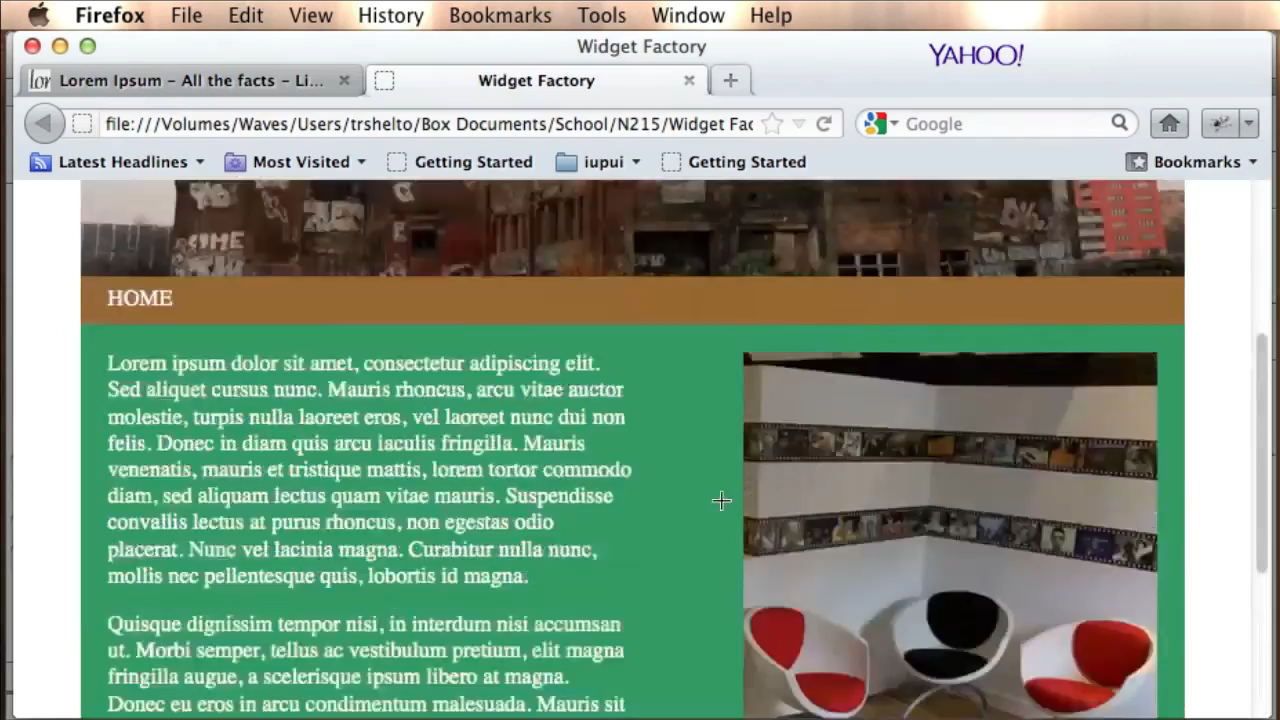 Firefox File Edit View History Bookmarks Tools Window Help
Widget Factory
YAHOO!
lor Lorem Ipsum – All the facts – Li...
Widget Factory
file:///Volumes/Waves/Users/trshelto/Box Documents/School/N215/Widget Fac
Google
Latest Headlines Most Visited Getting Started iupui Getting Started Bookmarks
HOME
Lorem ipsum dolor sit amet, consectetur adipiscing elit.
Sed aliquet cursus nunc. Mauris rhoncus, arcu vitae auctor
molestie, turpis nulla laoreet eros, vel laoreet nunc dui non
felis. Donec in diam quis arcu iaculis fringilla. Mauris
venenatis, mauris et tristique mattis, lorem tortor commodo
diam, sed aliquam lectus quam vitae mauris. Suspendisse
convallis lectus at purus rhoncus, non egestas odio
placerat. Nunc vel lacinia magna. Curabitur nulla nunc,
mollis nec pellentesque quis, lobortis id magna.
Quisque dignissim tempor nisi, in interdum nisi accumsan
ut. Morbi semper, tellus ac vestibulum pretium, elit magna
fringilla augue, a scelerisque ipsum libero at magna.
Donec eu eros in arcu condimentum malesuada. Mauris sit